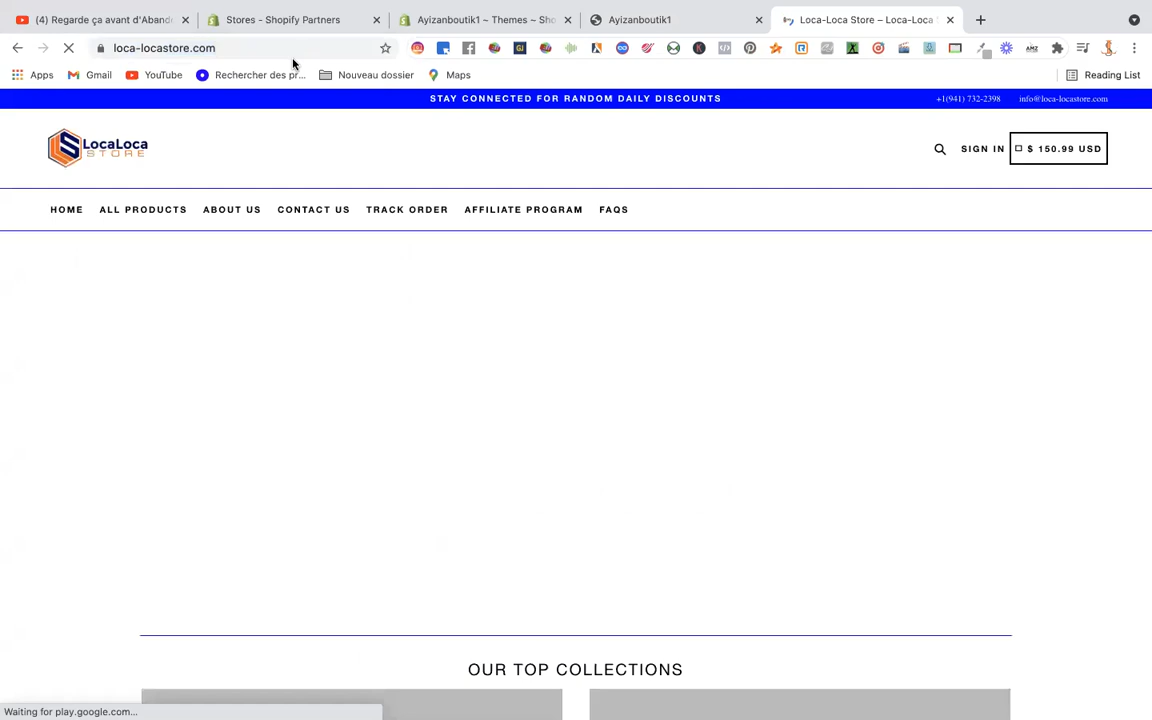 (4) Regarde ça avant d'Aband
Stores - Shopify Partners
Ayizanboutik1 ~ Themes ~ Sho
Ayizanboutik1
Loca-Loca Store – Loca-Loca
loca-locastore.com
Apps
Gmail
YouTube
Rechercher des pr...
Nouveau dossier
Maps
Reading List
STAY CONNECTED FOR RANDOM DAILY DISCOUNTS
+1(941) 732-2398
info@loca-locastore.com
LocaLoca
STORE
SIGN IN
$ 150.99 USD
HOME
ALL PRODUCTS
ABOUT US
CONTACT US
TRACK ORDER
AFFILIATE PROGRAM
FAQS
OUR TOP COLLECTIONS
Waiting for play.google.com...